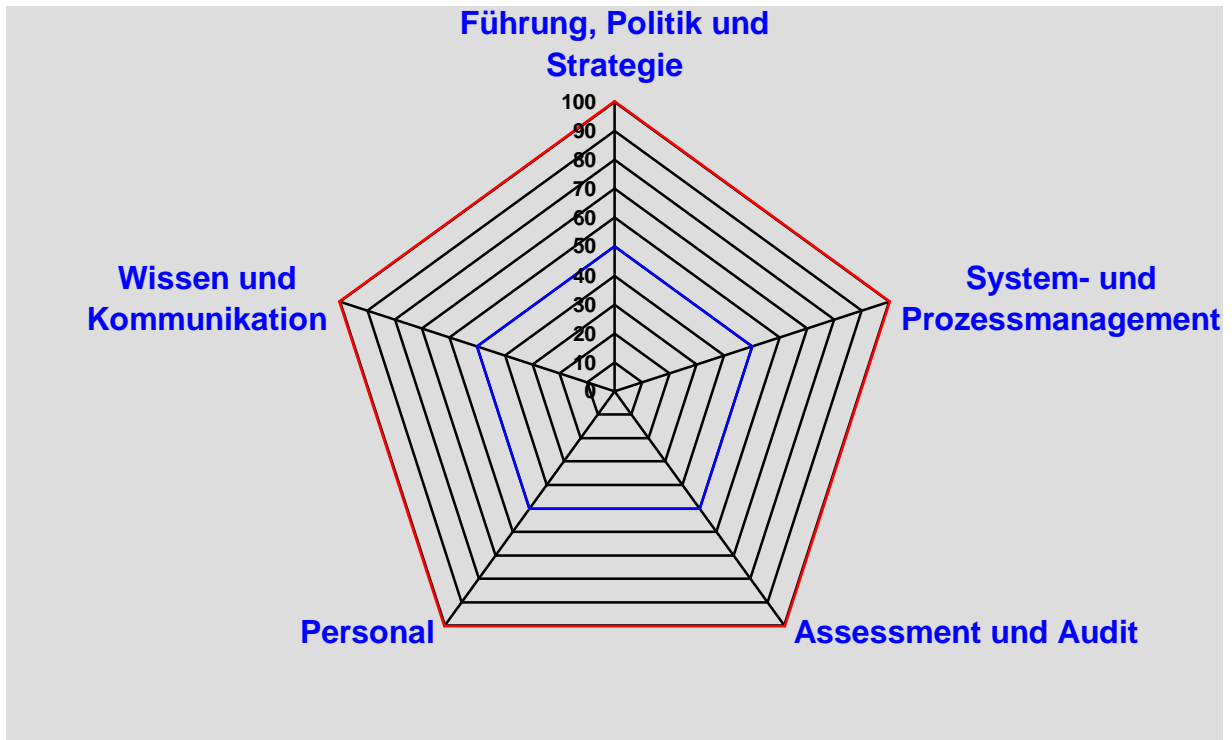 Führung, Politik und
Strategie
100
90
80
70
60
50
40
30
20
10
0
Wissen und
Kommunikation
System- und
Prozessmanagement
Personal
Assessment und Audit